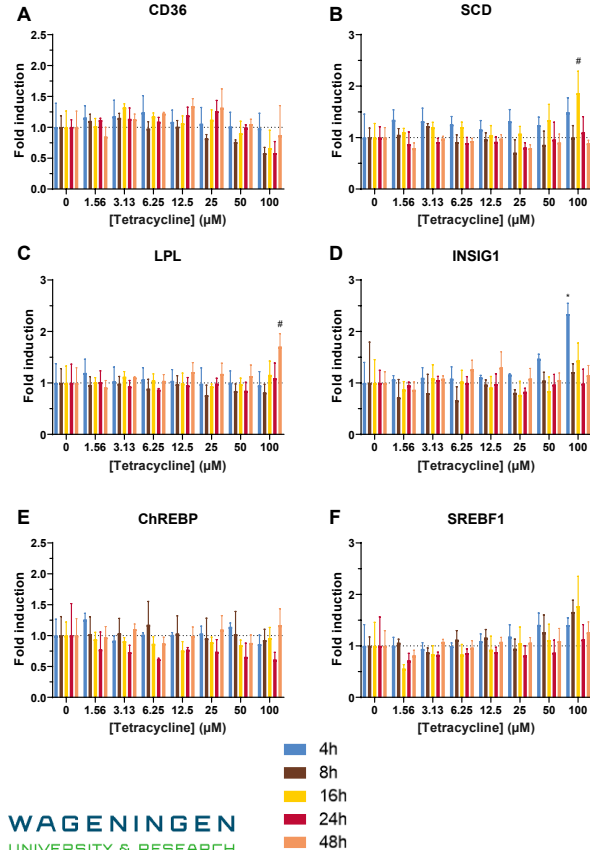 A
CD36
Fold induction
2.5
2.0
1.5
1.0
0.5
0.0
0 1.56 3.13 6.25 12.5 25 50 100
[Tetracycline] (µM)
B
SCD
Fold induction
3
2
1
0
#
0 1.56 3.13 6.25 12.5 25 50 100
[Tetracycline] (µM)
C
LPL
Fold induction
3
2
1
0
#
0 1.56 3.13 6.25 12.5 25 50 100
[Tetracycline] (µM)
D
INSIG1
Fold induction
3
2
1
0
*
0 1.56 3.13 6.25 12.5 25 50 100
[Tetracycline] (µM)
E
ChREBP
Fold induction
2.5
2.0
1.5
1.0
0.5
0.0
0 1.56 3.13 6.25 12.5 25 50 100
[Tetracycline] (µM)
F
SREBF1
Fold induction
3
2
1
0
0 1.56 3.13 6.25 12.5 25 50 100
[Tetracycline] (µM)
4h
8h
16h
24h
48h
WAGENINGEN
UNIVERSITY & RESEARCH